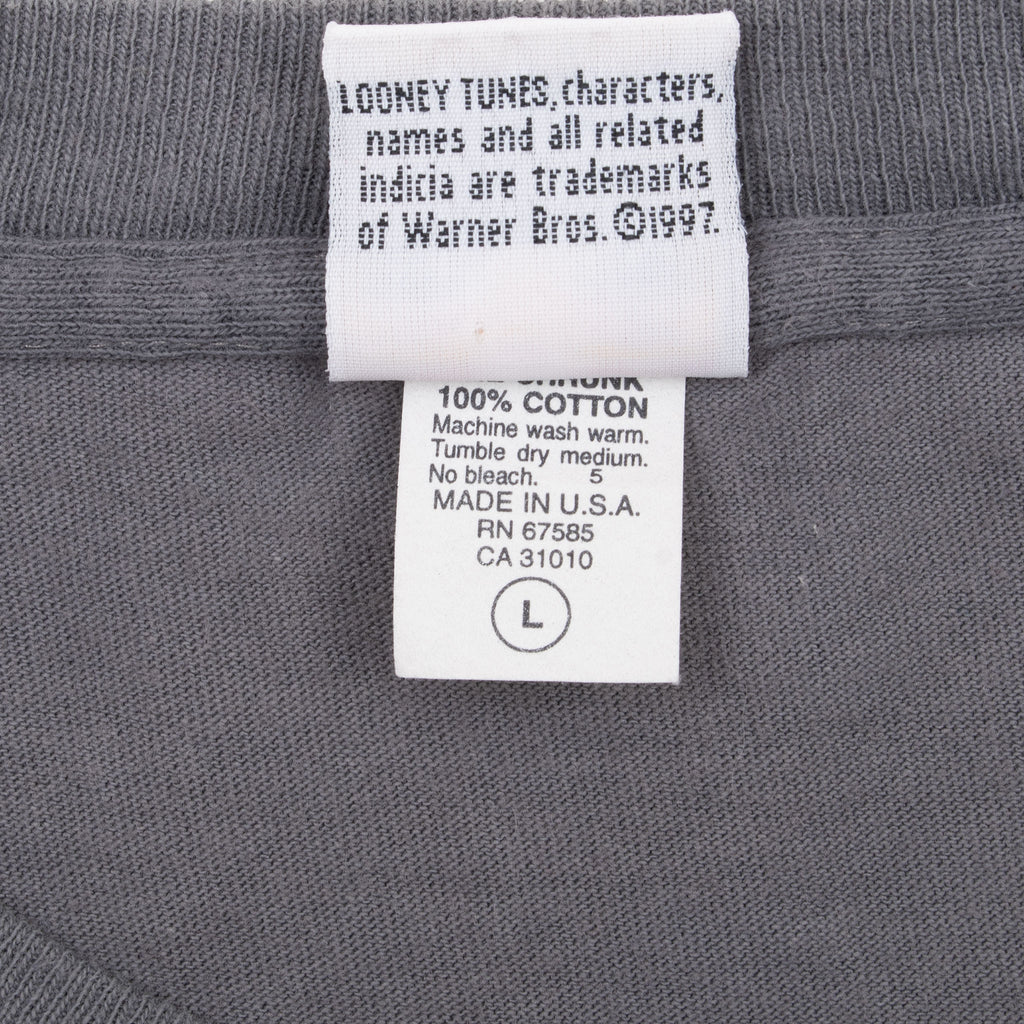 LOONEY TUNES, characters,
names and all related
indicia are trademarks
of Warner Bros. ©1997.
SHRUNK
100% COTTON
Machine wash warm.
Tumble dry medium.
No bleach. 5
MADE IN U.S.A.
RN 67585
CA 31010
L